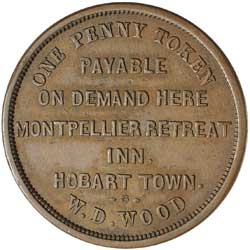 ONE PENNY TOKEN
PAYABLE
ON DEMAND HERE
MONTPELLIER RETREAT
INN.
HOBART TOWN.
W.D.WOOD